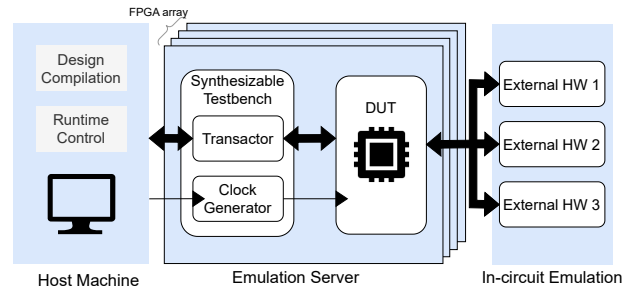 FPGA array
Design
Compilation
Runtime
Control
Synthesizable
Testbench
Transactor
Clock
Generator
DUT
External HW 1
External HW 2
External HW 3
Host Machine
Emulation Server
In-circuit Emulation